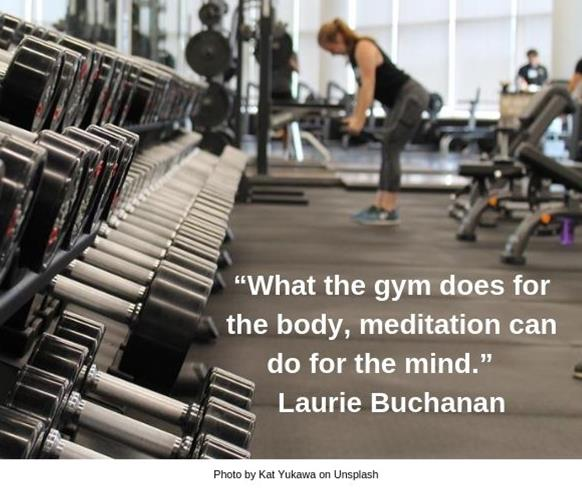 “What the gym does for
the body, meditation can
do for the mind.”
Laurie Buchanan
Photo by Kat Yukawa on Unsplash